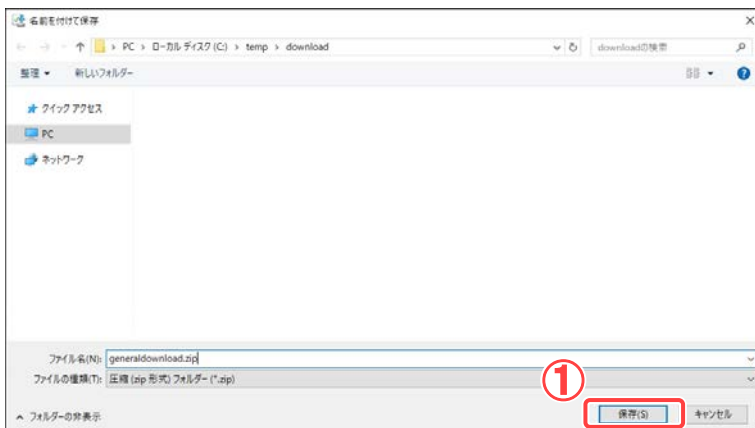 名前を付けて保存
PC › ローカル ディスク (C:) › temp › download
downloadの検索
整理 新しいフォルダー
クイック アクセス
PC
ネットワーク
ファイル名(N): generaldownload.zip
ファイルの種類(T): 圧縮 (zip 形式) フォルダー (*.zip)
①
フォルダーの非表示 保存(S) キャンセル